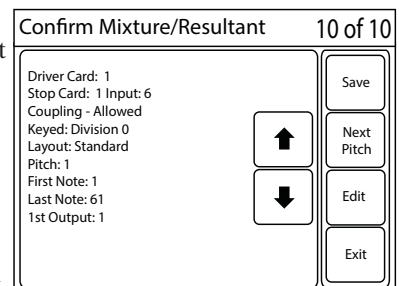 Confirm Mixture/Resultant 10 of 10
Driver Card: 1
Stop Card: 1 Input: 6
Coupling - Allowed
Keyed: Division 0
Layout: Standard
Pitch: 1
First Note: 1
Last Note: 61
1st Output: 1
Save
Next
Pitch
Edit
Exit